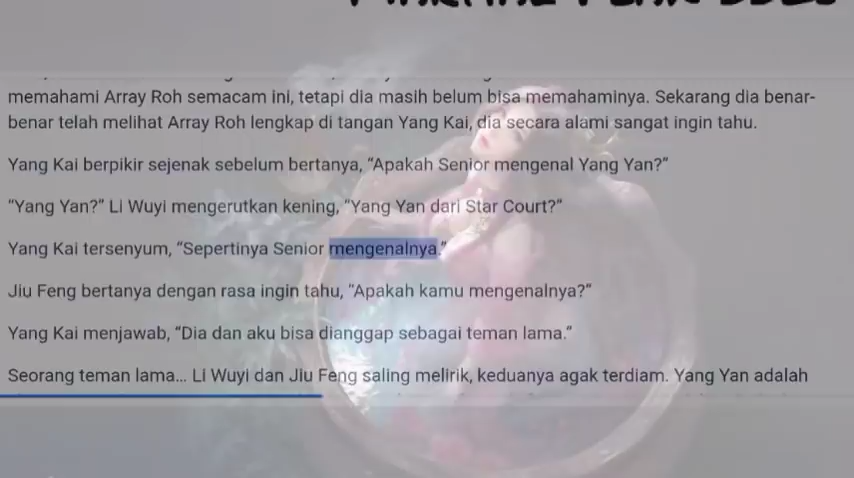 memahami Array Roh semacam ini, tetapi dia masih belum bisa memahaminya. Sekarang dia benar-
benar telah melihat Array Roh lengkap di tangan Yang Kai, dia secara alami sangat ingin tahu.
Yang Kai berpikir sejenak sebelum bertanya, “Apakah Senior mengenal Yang Yan?”
“Yang Yan?” Li Wuyi mengerutkan kening, “Yang Yan dari Star Court?”
Yang Kai tersenyum, “Sepertinya Senior mengenalnya.”
Jiu Feng bertanya dengan rasa ingin tahu, “Apakah kamu mengenalnya?”
Yang Kai menjawab, “Dia dan aku bisa dianggap sebagai teman lama.”
Seorang teman lama… Li Wuyi dan Jiu Feng saling melirik, keduanya agak terdiam. Yang Yan adalah